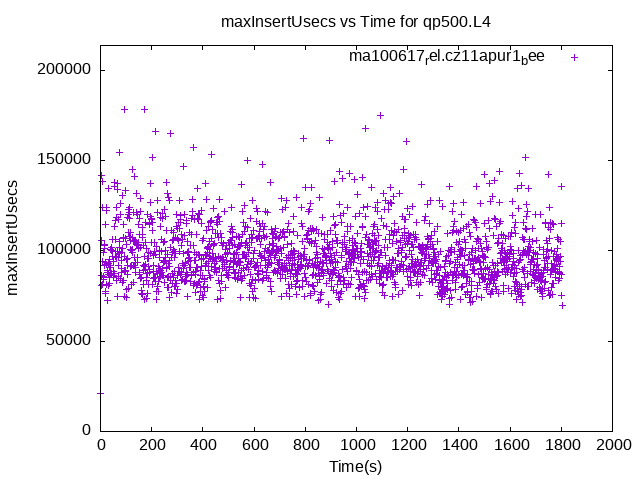 maxInsertUsecs vs Time for qp500.L4
ma100617rel.cz11apur1bee
200000
150000
100000
50000
0
maxInsertUsecs
0 200 400 600 800 1000 1200 1400 1600 1800 2000
Time(s)